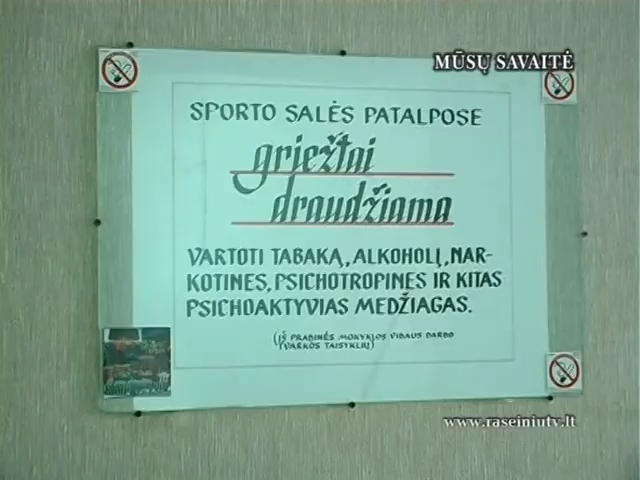 MŪSŲ SAVAITĖ
SPORTO SALĖS PATALPOSE
griežtai
draudžiama
VARTOTI TABAKĄ, ALKOHOLĮ, NAR-
KOTINES, PSICHOTROPINES IR KITAS
PSICHOAKTYVIAS MEDŽIAGAS.
(IŠ PRADINĖS MOKYKLOS VIDAUS DARBO
TVARKOS TAISYKLIŲ)
www.raseiniutv.lt